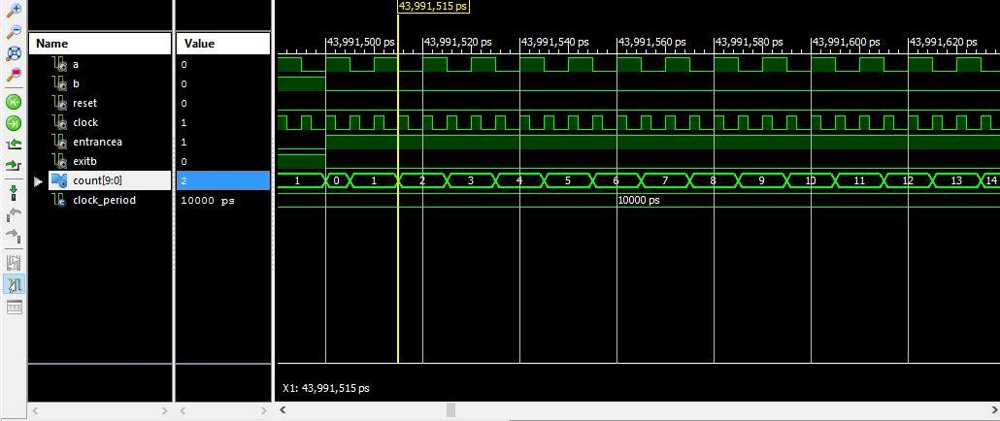 43,991,515 ps
Name Value
43,991,500 ps 43,991,520 ps 43,991,540 ps 43,991,560 ps 43,991,580 ps 43,991,600 ps 43,991,620 ps
a 0
b 0
reset 0
clock 1
entrancea 1
exitb 0
count[9:0] 2 1 0 1 2 3 4 5 6 7 8 9 10 11 12 13 14
clock_period 10000 ps 10000 ps
X1: 43,991,515 ps